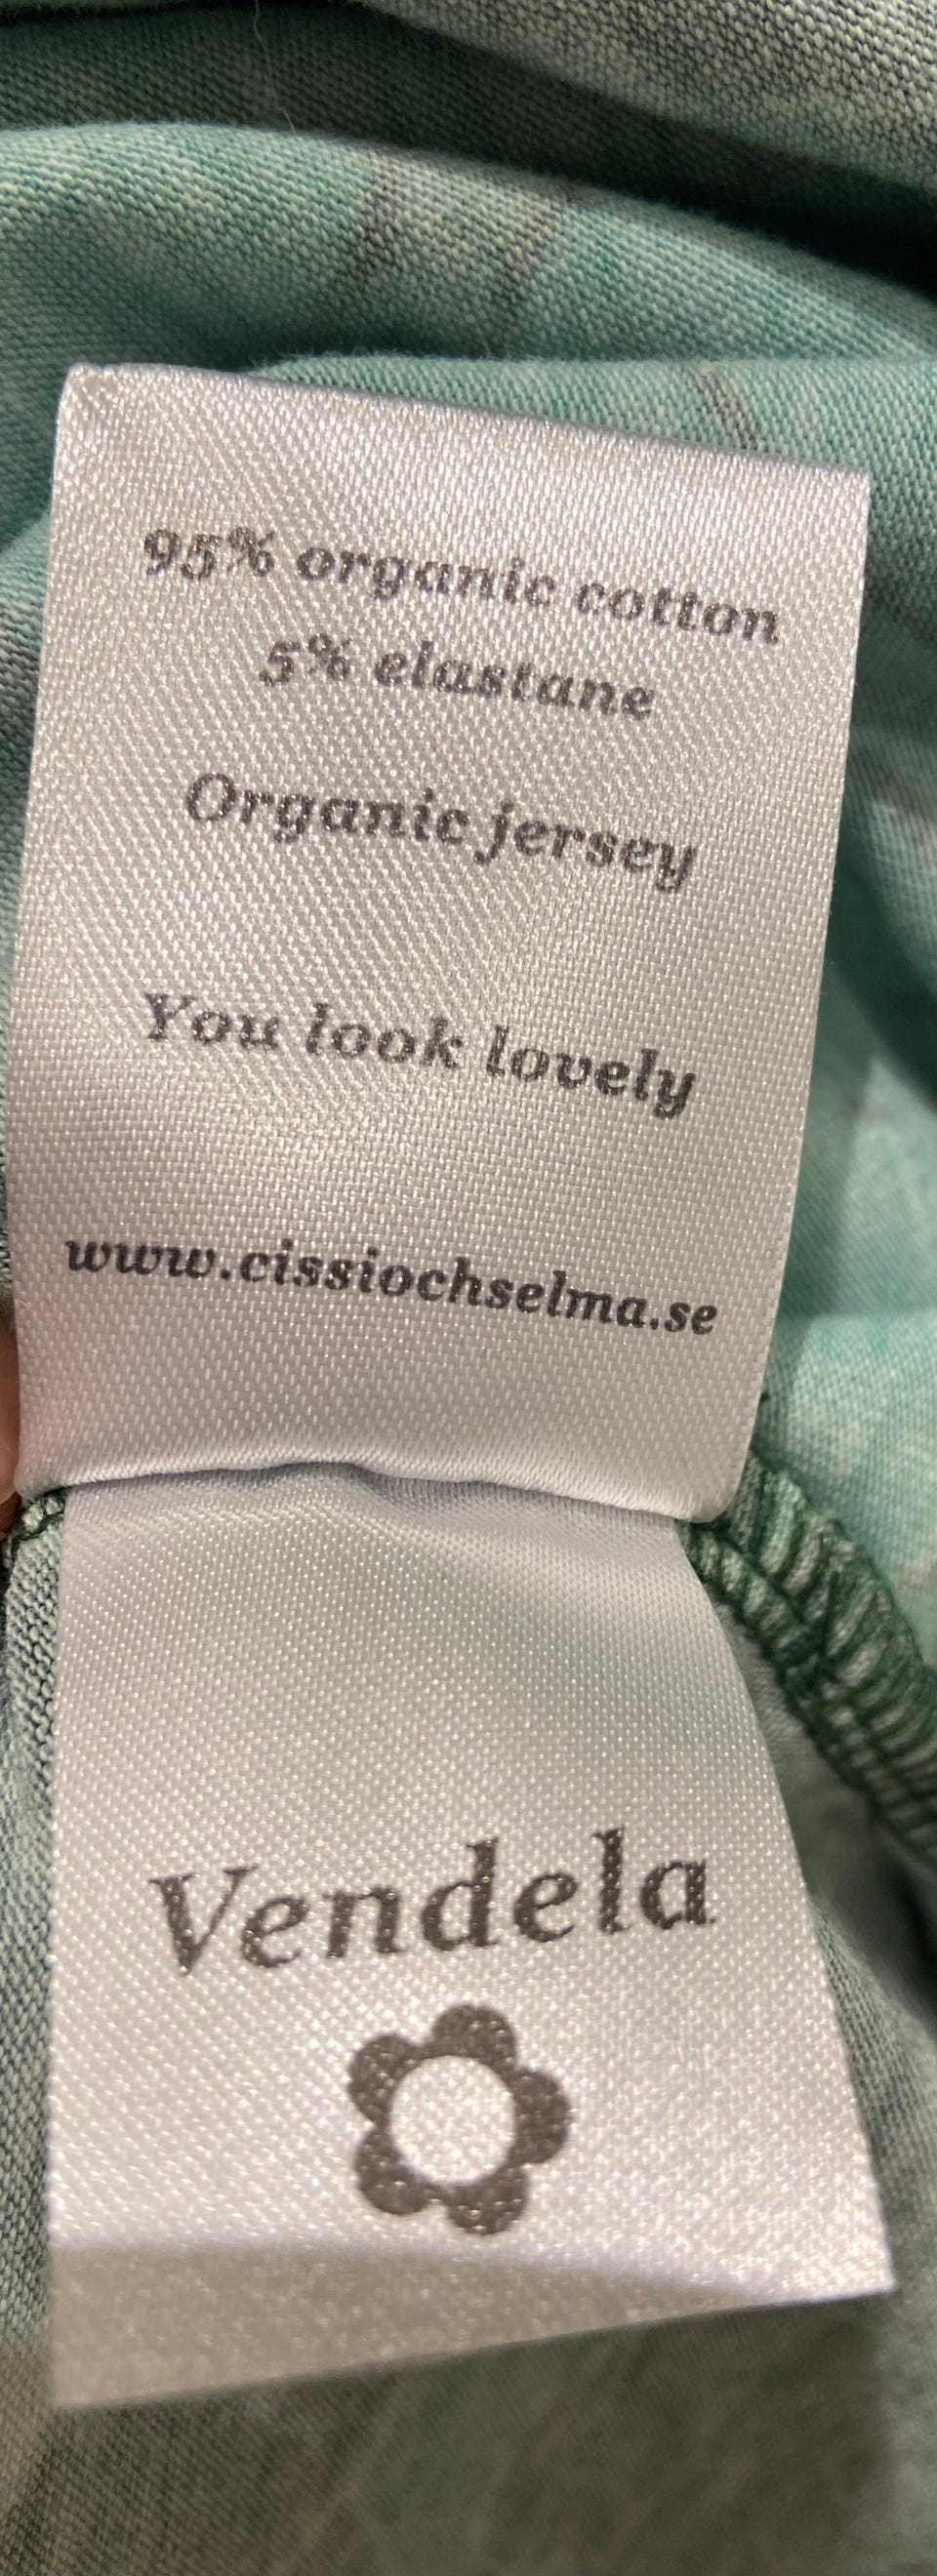 95% organic cotton
5% elastane
Organic jersey
You look lovely
www.cissiochselma.se
Vendela